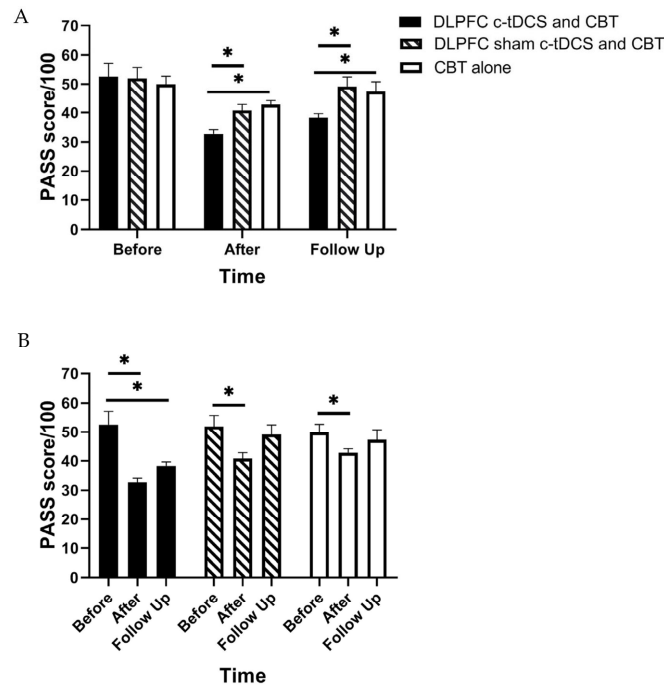 A
DLPFC c-tDCS and CBT
DLPFC sham c-tDCS and CBT
CBT alone
PASS score/100
70
60
50
40
30
20
10
0
* * * *
Before After Follow Up
Time
B
PASS score/100
70
60
50
40
30
20
10
0
* * * *
Before After Follow Up Before After Follow Up Before After Follow Up
Time